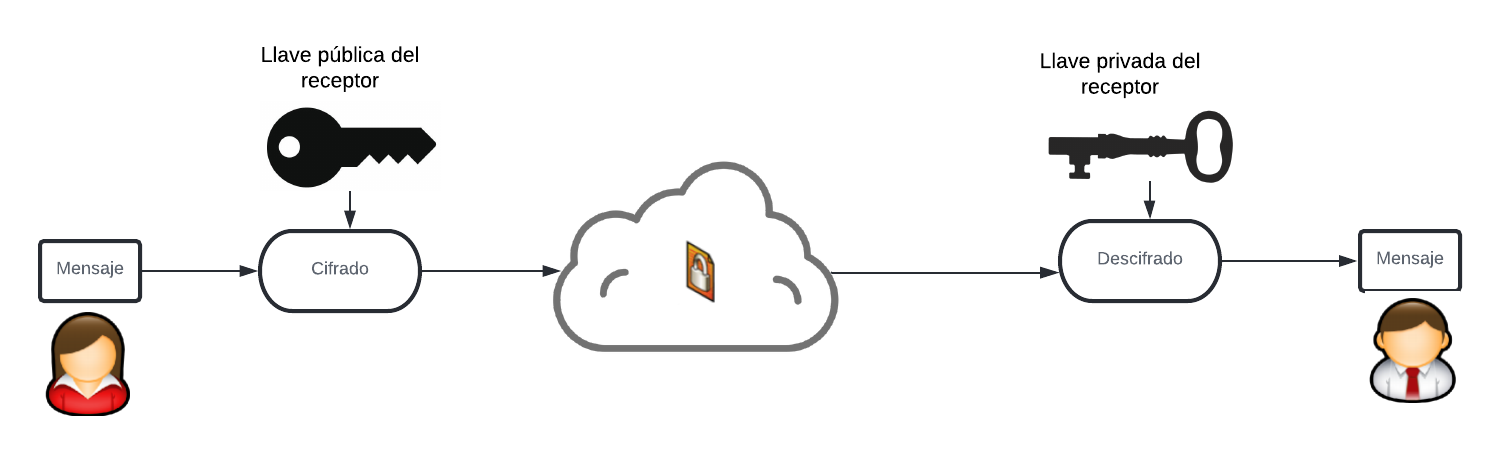 Llave pública del
receptor
Llave privada del
receptor
Mensaje
Cifrado
Descifrado
Mensaje